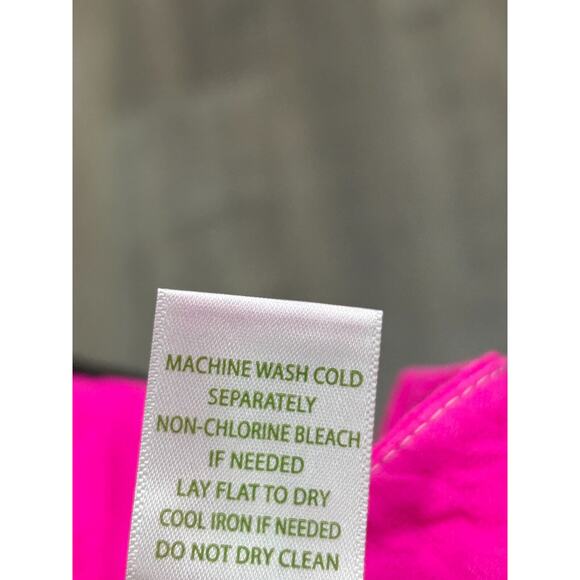 MACHINE WASH COLD
SEPARATELY
NON-CHLORINE BLEACH
IF NEEDED
LAY FLAT TO DRY
COOL IRON IF NEEDED
DO NOT DRY CLEAN